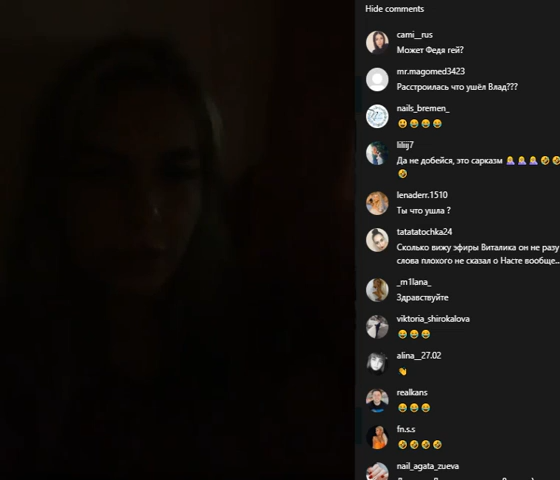 Hide comments
cami__rus
Может Федя гей?
mr.magomed3423
Расстроилась что ушёл Влад???
nails_bremen_
😍😂😂😂
liliij7
Да не добейся, это сарказм 🤷‍♀️🤷‍♀️🤷‍♀️🤣🤣
🤣
lenaderr.1510
Ты что ушла ?
tatatatochka24
Сколько вижу эфиры Виталика он не разу
слова плохого не сказал о Насте вообще...
_m1lana_
Здравствуйте
viktoria_shirokalova
😂😂😂
alina__27.02
👏
realkans
😂😂😂
fn.s.s
🤣🤣🤣🤣
nail_agata_zueva